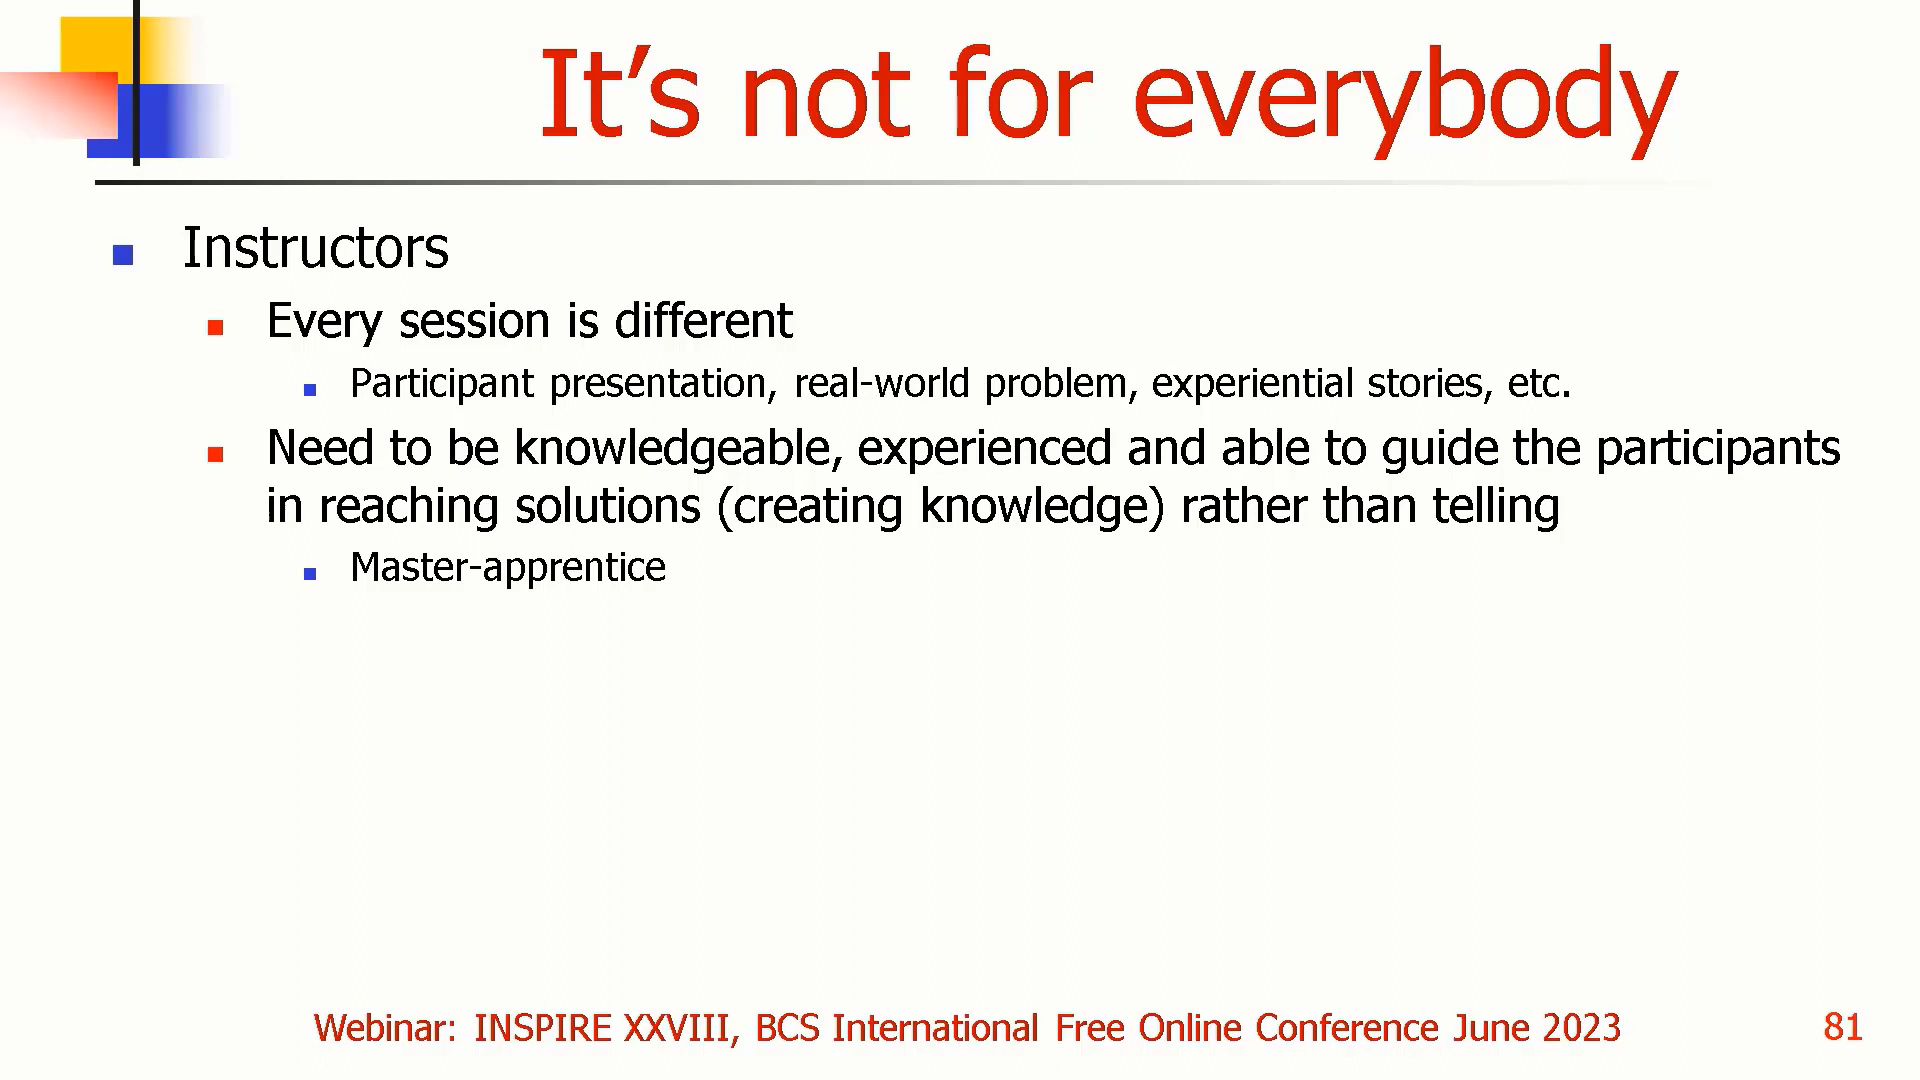 It’s not for everybody
Instructors
Every session is different
Participant presentation, real-world problem, experiential stories, etc.
Need to be knowledgeable, experienced and able to guide the participants
in reaching solutions (creating knowledge) rather than telling
Master-apprentice
Webinar: INSPIRE XXVIII, BCS International Free Online Conference June 2023
81